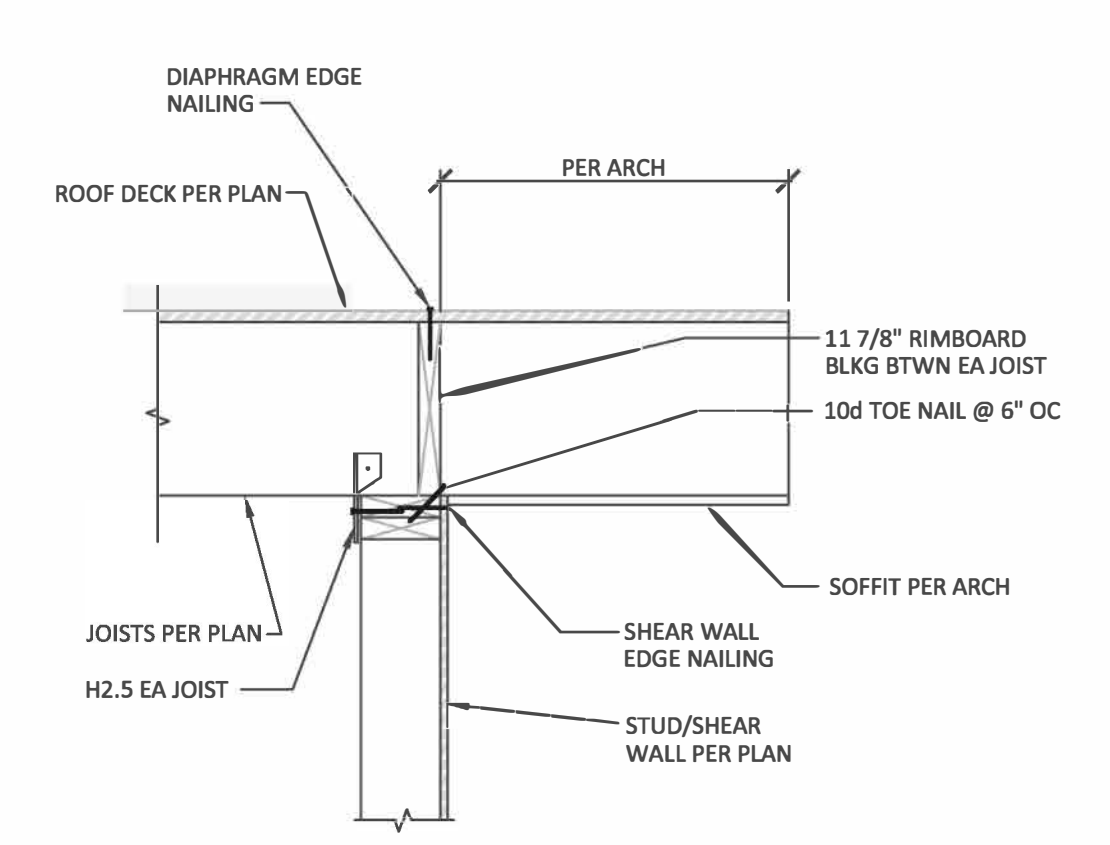 DIAPHRAGM EDGE
NAILING
PER ARCH
ROOF DECK PER PLAN
11 7/8" RIMBOARD
BLKG BTWN EA JOIST
10d TOE NAIL @ 6" OC
SOFFIT PER ARCH
JOISTS PER PLAN
SHEAR WALL
EDGE NAILING
H2.5 EA JOIST
STUD/SHEAR
WALL PER PLAN